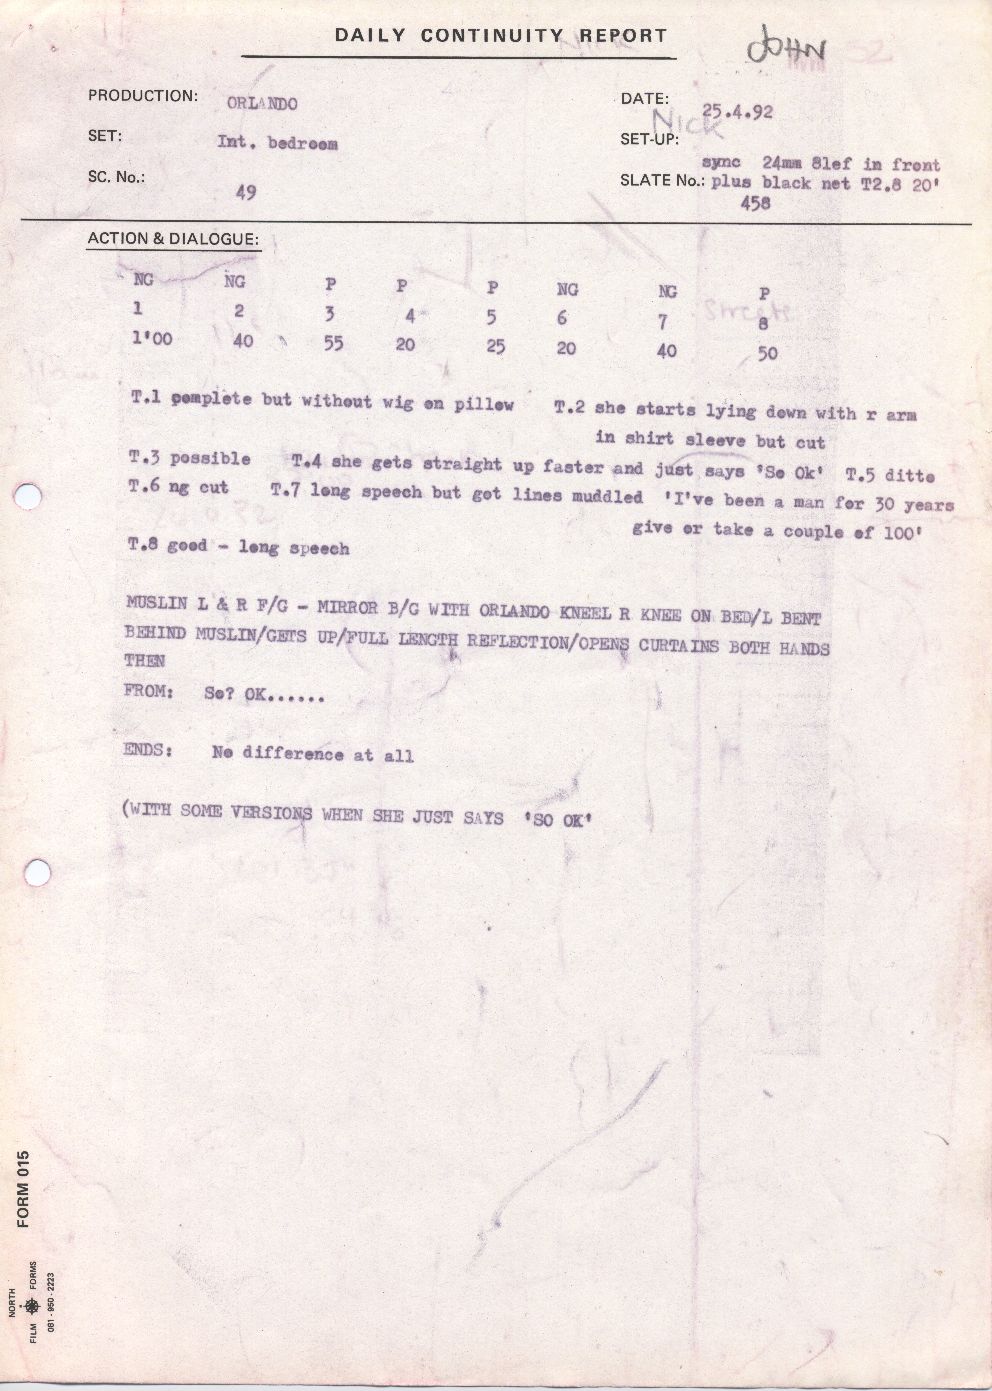 DAILY CONTINUITY REPORT
JOHN
PRODUCTION: ORLANDO
DATE: 25.4.92
Nick
SET: Int. bedroom
SET-UP: sync 24mm 81ef in front
plus black net T2.8 20'
SC. No.: 49
SLATE No.: 458
ACTION & DIALOGUE:
NG NG P P P NG NG P
1 2 3 4 5 6 7 8
1'00 40 55 20 25 20 40 50
T.1 complete but without wig on pillow T.2 she starts lying down with r arm
in shirt sleeve but cut
T.3 possible T.4 she gets straight up faster and just says 'So Ok' T.5 ditto
T.6 ng cut T.7 long speech but got lines muddled 'I've been a man for 30 years
give or take a couple of 100'
T.8 good - long speech
MUSLIN L & R F/G - MIRROR B/G WITH ORLANDO KNEEL R KNEE ON BED/L BENT
BEHIND MUSLIN/GETS UP/FULL LENGTH REFLECTION/OPENS CURTAINS BOTH HANDS
THEN
FROM: So? OK......
ENDS: No difference at all
(WITH SOME VERSIONS WHEN SHE JUST SAYS 'SO OK'
FORM 015
NORTH
FILM FORMS
081-950-2223